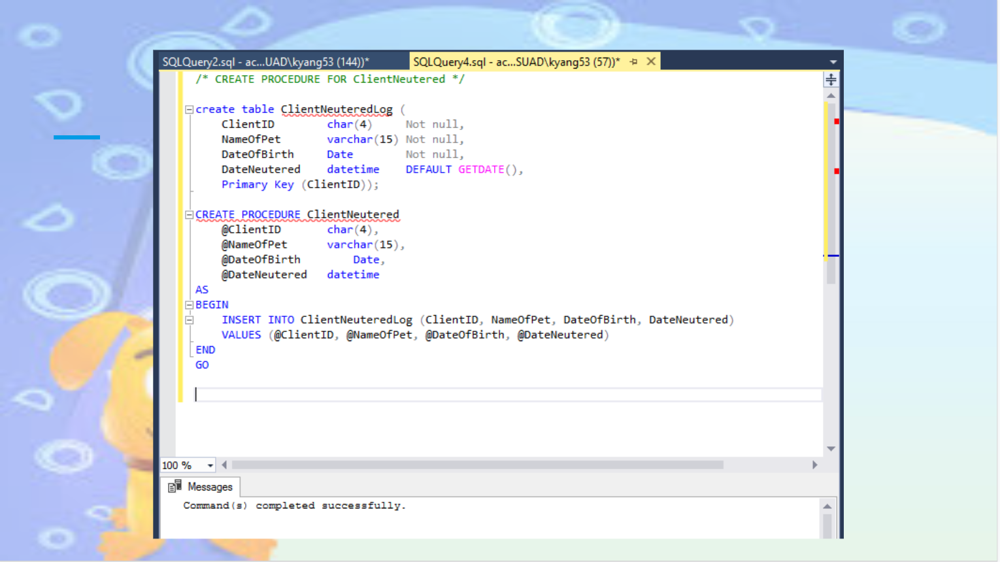 SQLQuery2.sql - ac...UAD\kyang53 (144))* SQLQuery4.sql - ac...SUAD\kyang53 (57))*
/* CREATE PROCEDURE FOR ClientNeutered */
create table ClientNeuteredLog (
ClientID char(4) Not null,
NameOfPet varchar(15) Not null,
DateOfBirth Date Not null,
DateNeutered datetime DEFAULT GETDATE(),
Primary Key (ClientID));
CREATE PROCEDURE ClientNeutered
@ClientID char(4),
@NameOfPet varchar(15),
@DateOfBirth Date,
@DateNeutered datetime
AS
BEGIN
INSERT INTO ClientNeuteredLog (ClientID, NameOfPet, DateOfBirth, DateNeutered)
VALUES (@ClientID, @NameOfPet, @DateOfBirth, @DateNeutered)
END
GO
100 %
Messages
Command(s) completed successfully.